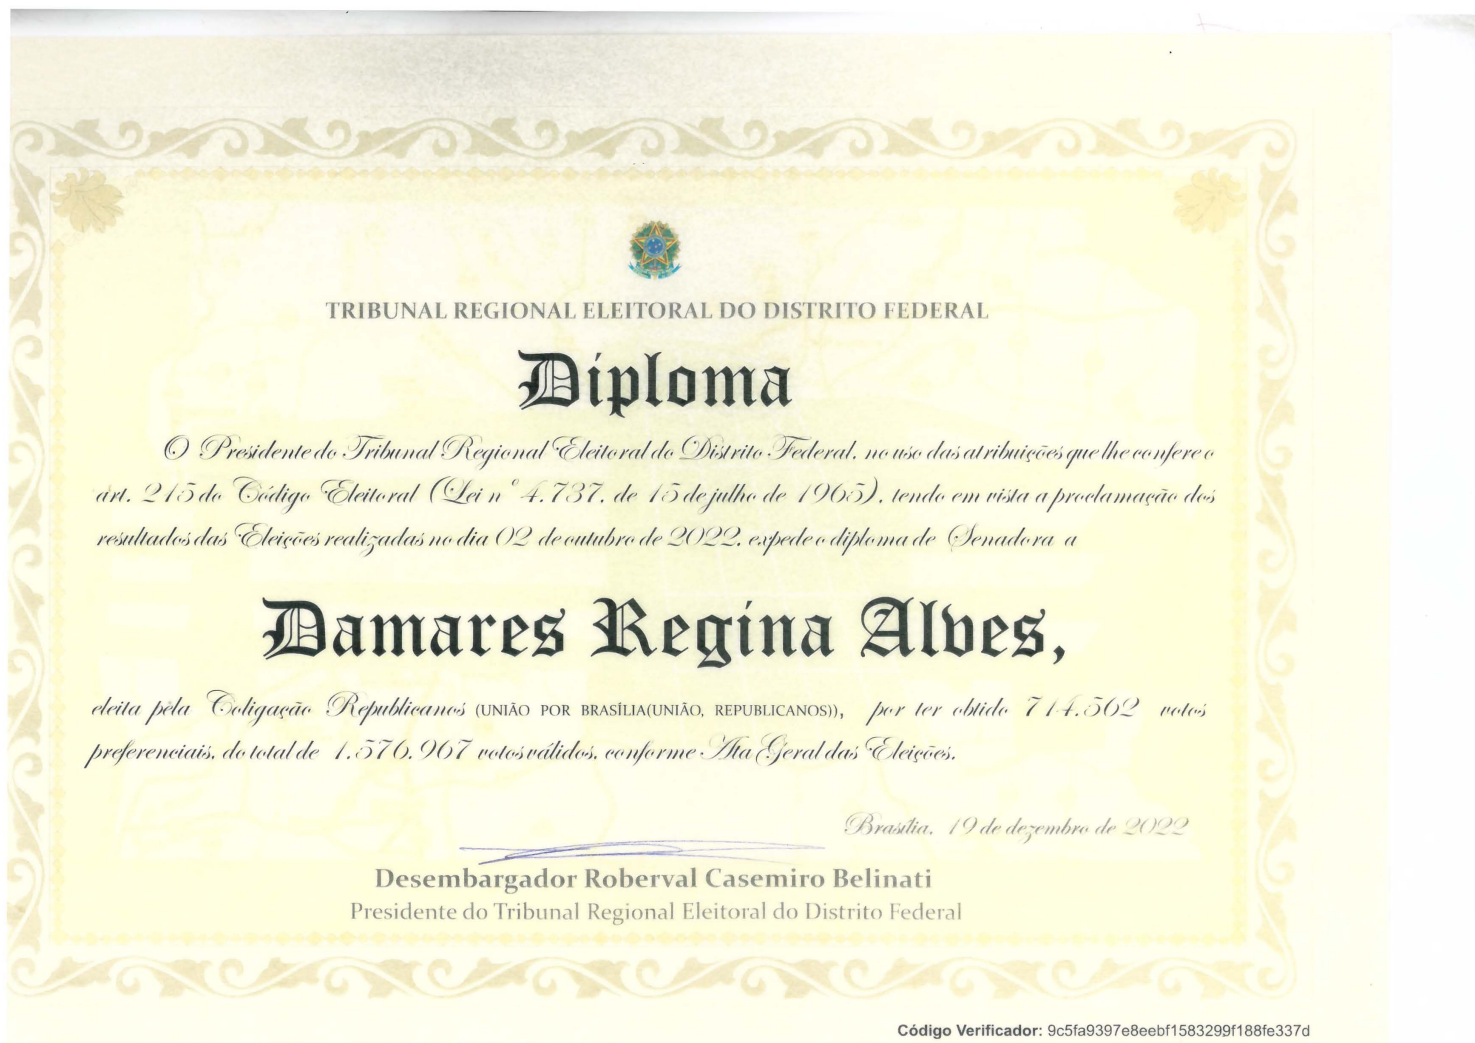 TRIBUNAL REGIONAL ELEITORAL DO DISTRITO FEDERAL
Diploma
O Presidente do Tribunal Regional Eleitoral do Distrito Federal, no uso das atribuições que lhe confere o
art. 215 do Código Eleitoral (Lei nº 4.737, de 15 de julho de 1965), tendo em vista a proclamação dos
resultados das Eleições realizadas no dia 02 de outubro de 2022, expede o diploma de Senadora a
Damares Regina Alves,
eleita pela Coligação Republicanos (UNIÃO POR BRASÍLIA(UNIÃO, REPUBLICANOS)), por ter obtido 714.562 votos
preferenciais, do total de 1.576.967 votos válidos, conforme Ata Geral das Eleições.
Brasília, 19 de dezembro de 2022
Desembargador Roberval Casemiro Belinati
Presidente do Tribunal Regional Eleitoral do Distrito Federal
Código Verificador: 9c5fa9397e8eebf1583299f188fe337d